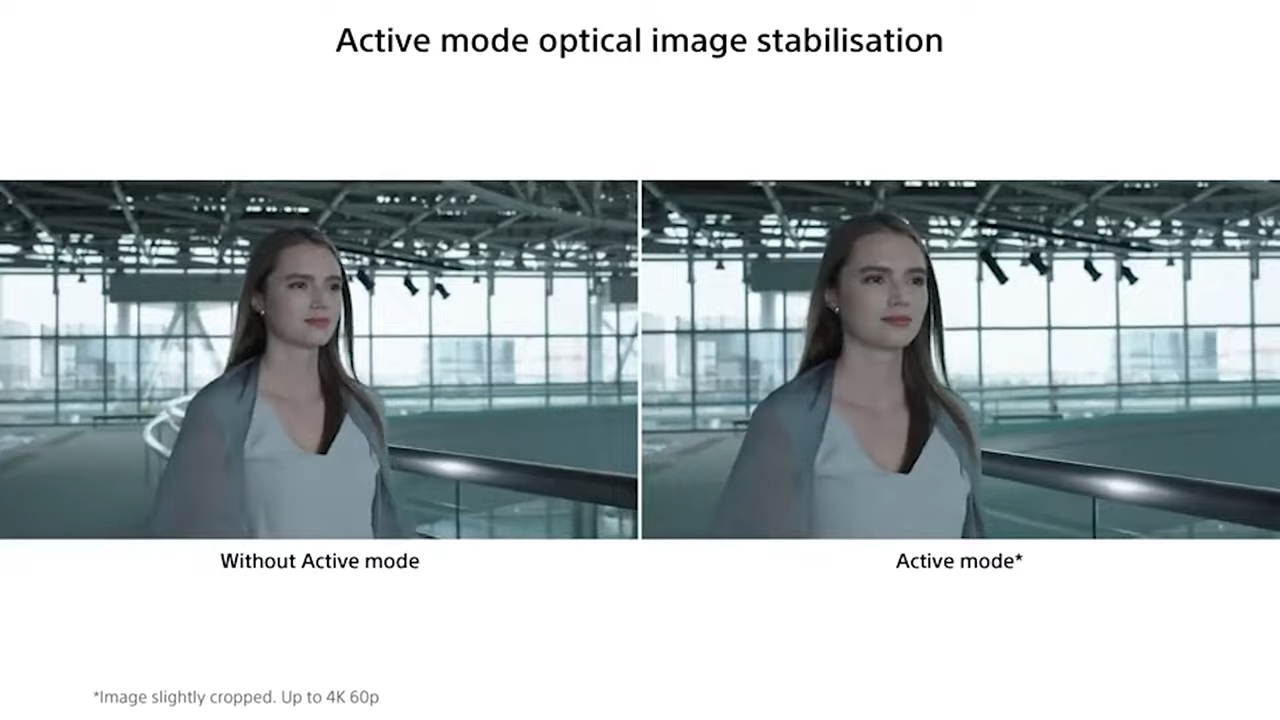 Active mode optical image stabilisation
Without Active mode
Active mode*
*Image slightly cropped. Up to 4K 60p